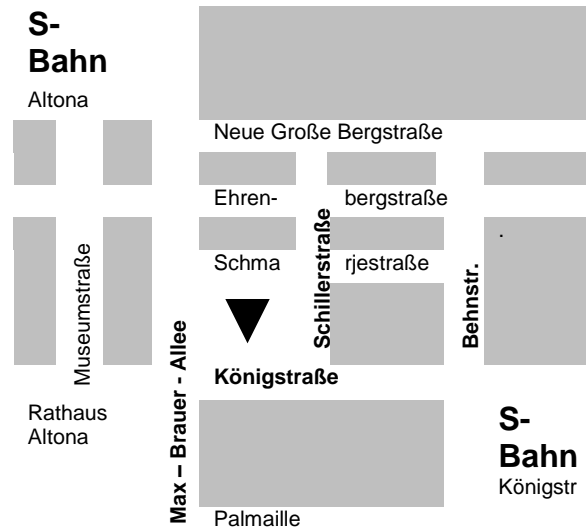 S-
Bahn
Altona
Neue Große Bergstraße
Ehren- bergstraße
Schma rjestraße
Museumstraße
Max – Brauer - Allee
Schillerstraße
Behnstr.
Königstraße
Rathaus
Altona
S-
Bahn
Königstr
Palmaille